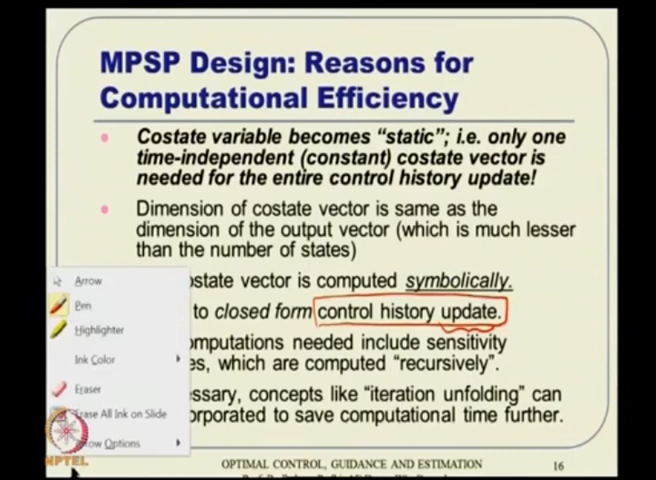 MPSP Design: Reasons for
Computational Efficiency
Costate variable becomes “static”; i.e. only one
time-independent (constant) costate vector is
needed for the entire control history update!
Dimension of costate vector is same as the
dimension of the output vector (which is much lesser
than the number of states)
ostate vector is computed symbolically.
to closed form control history update.
omputations needed include sensitivity
es, which are computed “recursively”.
essary, concepts like “iteration unfolding” can
orporated to save computational time further.
Arrow
Pen
Highlighter
Ink Color
Eraser
Erase All Ink on Slide
Arrow Options
NPTEL
OPTIMAL CONTROL, GUIDANCE AND ESTIMATION
16